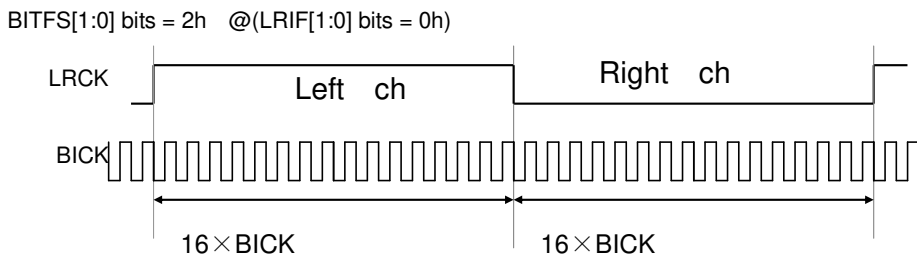 BITFS[1:0] bits = 2h @(LRIF[1:0] bits = 0h)
LRCK
Left ch
Right ch
BICK
16×BICK
16×BICK